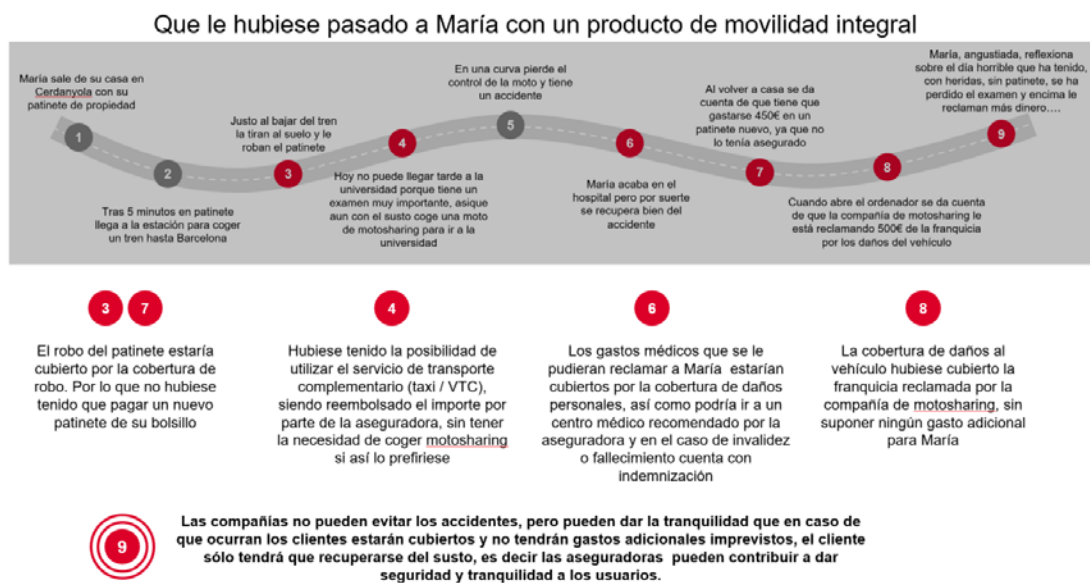 Que le hubiese pasado a María con un producto de movilidad integral
María sale de su casa en
Cerdanyola con su
patinete de propiedad
1
Tras 5 minutos en patinete
llega a la estación para coger
un tren hasta Barcelona
2
Justo al bajar del tren
la tiran al suelo y le
roban el patinete
3
4
Hoy no puede llegar tarde a la
universidad porque tiene un
examen muy importante, asique
aun con el susto coge una moto
de motosharing para ir a la
universidad
En una curva pierde el
control de la moto y tiene
un accidente
5
6
María acaba en el
hospital pero por suerte
se recupera bien del
accidente
Al volver a casa se da
cuenta de que tiene que
gastarse 450€ en un
patinete nuevo, ya que no
lo tenía asegurado
7
8
Cuando abre el ordenador se da cuenta
de que la compañía de motosharing le
está reclamando 500€ de la franquicia
por los daños del vehículo
María, angustiada, reflexiona
sobre el día horrible que ha tenido,
con heridas, sin patinete, se ha
perdido el examen y encima le
reclaman más dinero….
9
3 7
El robo del patinete estaría
cubierto por la cobertura de
robo. Por lo que no hubiese
tenido que pagar un nuevo
patinete de su bolsillo
4
Hubiese tenido la posibilidad de
utilizar el servicio de transporte
complementario (taxi / VTC),
siendo reembolsado el importe por
parte de la aseguradora, sin tener
la necesidad de coger motosharing
si así lo prefiriese
6
Los gastos médicos que se le
pudieran reclamar a María estarían
cubiertos por la cobertura de daños
personales, así como podría ir a un
centro médico recomendado por la
aseguradora y en el caso de invalidez
o fallecimiento cuenta con
indemnización
8
La cobertura de daños al
vehículo hubiese cubierto la
franquicia reclamada por la
compañía de motosharing, sin
suponer ningún gasto adicional
para María
9
Las compañías no pueden evitar los accidentes, pero pueden dar la tranquilidad que en caso de
que ocurran los clientes estarán cubiertos y no tendrán gastos adicionales imprevistos, el cliente
sólo tendrá que recuperarse del susto, es decir las aseguradoras pueden contribuir a dar
seguridad y tranquilidad a los usuarios.